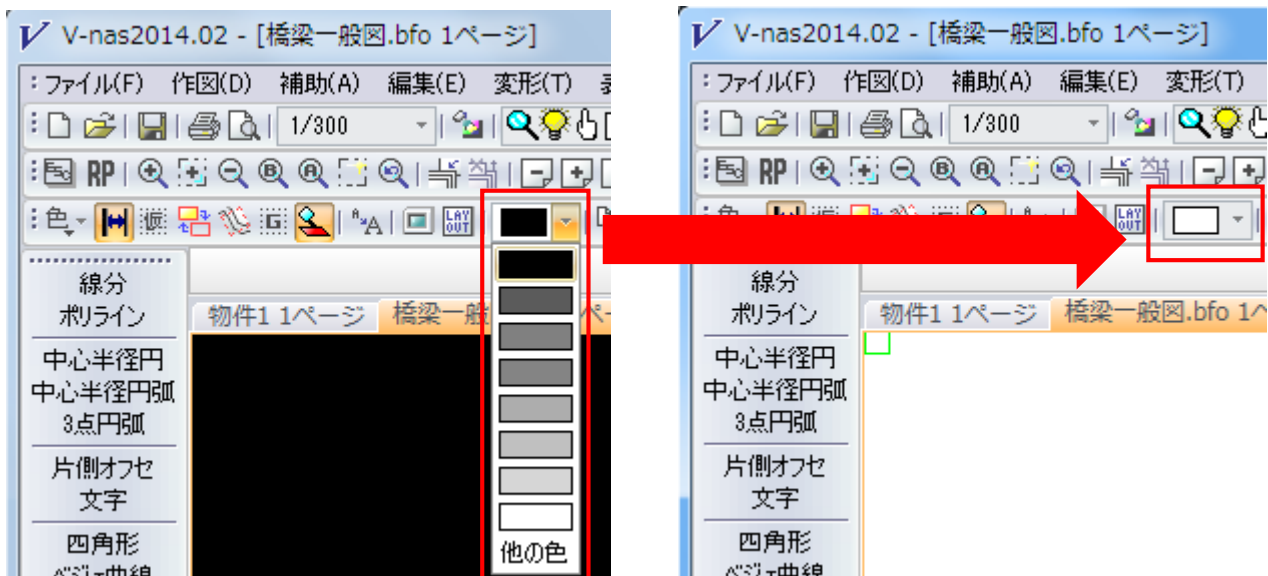 V-nas2014.02 - [橋梁一般図.bfo 1ページ]
ファイル(F) 作図(D) 補助(A) 編集(E) 変形(T)
1/300
Esc RP
色 A LAY OUT
線分
ポリライン
物件1 1ページ 橋梁一般
中心半径円
中心半径円弧
3点円弧
片側オフセ
文字
四角形
他の色
V-nas2014.02 - [橋梁一般図.bfo 1ページ]
ファイル(F) 作図(D) 補助(A) 編集(E) 変形(T)
1/300
Esc RP
LAY OUT
線分
ポリライン
物件1 1ページ 橋梁一般図.bfo 1ペ
中心半径円
中心半径円弧
3点円弧
片側オフセ
文字
四角形